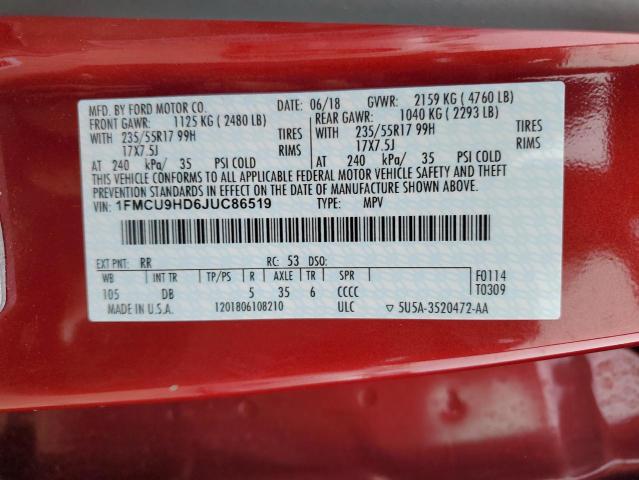 MFD. BY FORD MOTOR CO. DATE: 06/18 GVWR: 2159 KG ( 4760 LB)
FRONT GAWR: 1125 KG ( 2480 LB) REAR GAWR: 1040 KG ( 2293 LB)
WITH 235/55R17 99H TIRES WITH 235/55R17 99H TIRES
17X7.5J RIMS 17X7.5J RIMS
AT 240 kPa/ 35 PSI COLD AT 240 kPa/ 35 PSI COLD
THIS VEHICLE CONFORMS TO ALL APPLICABLE FEDERAL MOTOR VEHICLE SAFETY AND THEFT
PREVENTION STANDARDS IN EFFECT ON THE DATE OF MANUFACTURE SHOWN ABOVE.
VIN: 1FMCU9HD6JUC86519 TYPE: MPV
EXT PNT: RR RC: 53 DSO:
WB INT TR TP/PS R AXLE TR SPR F0114
105 DB 5 35 6 CCCC T0309
MADE IN U.S.A. 1201806108210 ULC ▽ 5U5A-3520472-AA